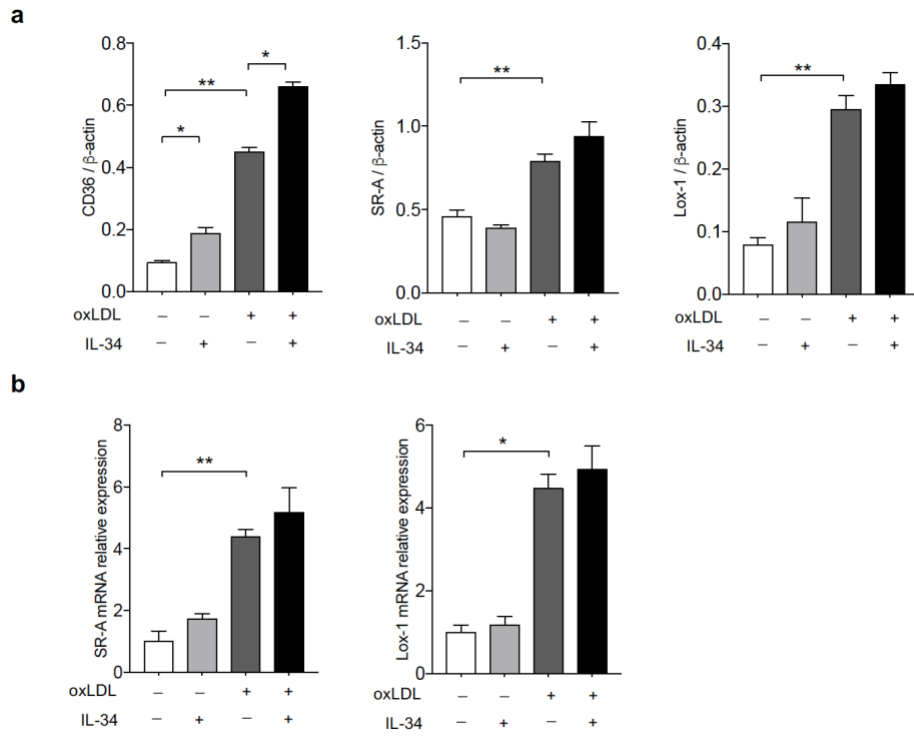 a
CD36 / β-actin
0.8
0.6
0.4
0.2
0.0
*
**
*
oxLDL – – + +
IL-34 – + – +
SR-A / β-actin
1.5
1.0
0.5
0.0
**
– – + +
– + – +
oxLDL
IL-34
Lox-1 / β-actin
0.4
0.3
0.2
0.1
0.0
**
oxLDL – – + +
IL-34 – + – +
b
SR-A mRNA relative expression
8
6
4
2
0
**
oxLDL – – + +
IL-34 – + – +
Lox-1 mRNA relative expression
6
4
2
0
*
oxLDL – – + +
IL-34 – + – +